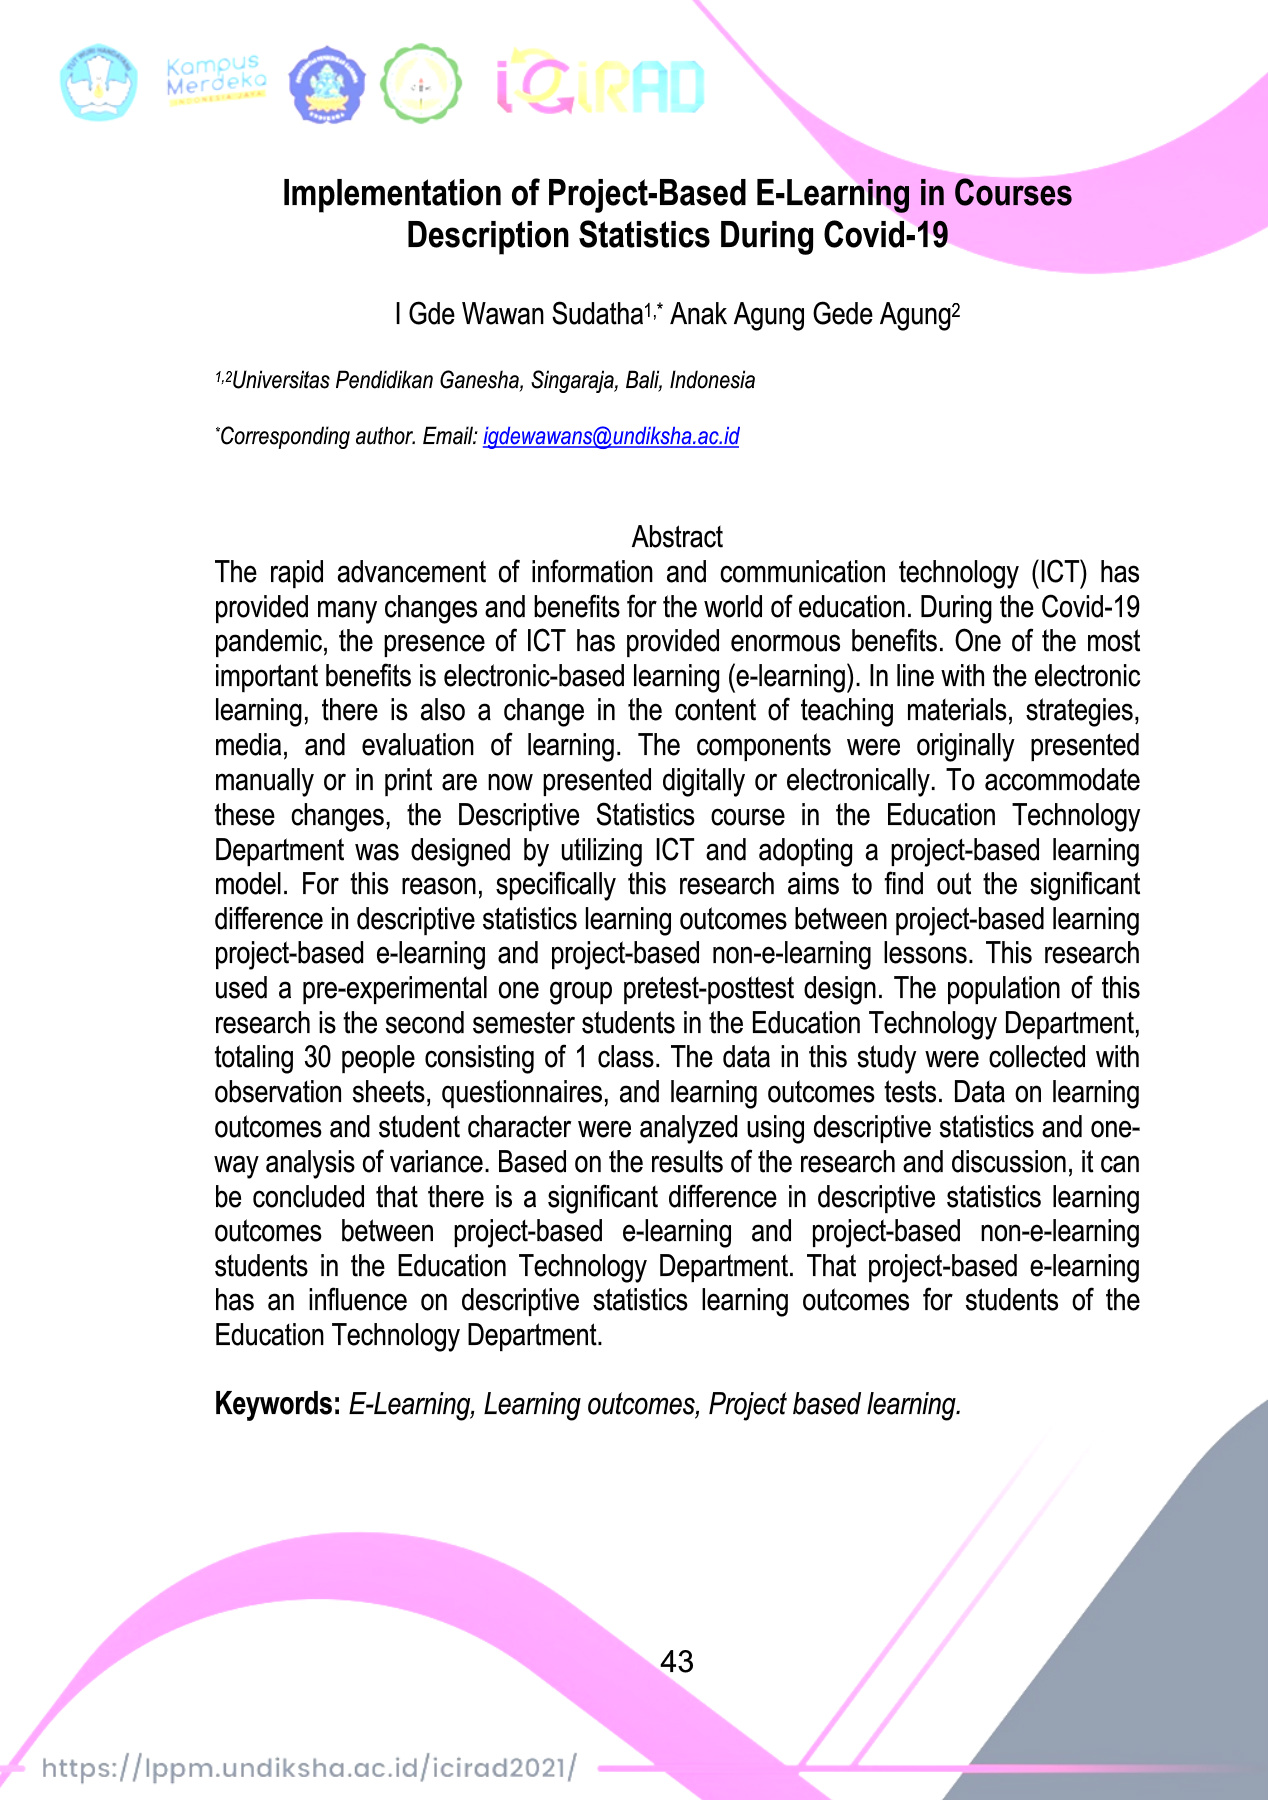 TUT WURI HANDAYANI
Kampus
Merdeka
INDONESIA JAYA
iCiRAD
Implementation of Project-Based E-Learning in Courses
Description Statistics During Covid-19
I Gde Wawan Sudatha1,* Anak Agung Gede Agung2
1,2Universitas Pendidikan Ganesha, Singaraja, Bali, Indonesia
*Corresponding author. Email: igdewawans@undiksha.ac.id
Abstract
The rapid advancement of information and communication technology (ICT) has
provided many changes and benefits for the world of education. During the Covid-19
pandemic, the presence of ICT has provided enormous benefits. One of the most
important benefits is electronic-based learning (e-learning). In line with the electronic
learning, there is also a change in the content of teaching materials, strategies,
media, and evaluation of learning. The components were originally presented
manually or in print are now presented digitally or electronically. To accommodate
these changes, the Descriptive Statistics course in the Education Technology
Department was designed by utilizing ICT and adopting a project-based learning
model. For this reason, specifically this research aims to find out the significant
difference in descriptive statistics learning outcomes between project-based learning
project-based e-learning and project-based non-e-learning lessons. This research
used a pre-experimental one group pretest-posttest design. The population of this
research is the second semester students in the Education Technology Department,
totaling 30 people consisting of 1 class. The data in this study were collected with
observation sheets, questionnaires, and learning outcomes tests. Data on learning
outcomes and student character were analyzed using descriptive statistics and one-
way analysis of variance. Based on the results of the research and discussion, it can
be concluded that there is a significant difference in descriptive statistics learning
outcomes between project-based e-learning and project-based non-e-learning
students in the Education Technology Department. That project-based e-learning
has an influence on descriptive statistics learning outcomes for students of the
Education Technology Department.
Keywords: E-Learning, Learning outcomes, Project based learning.
43
https://lppm.undiksha.ac.id/icirad2021/